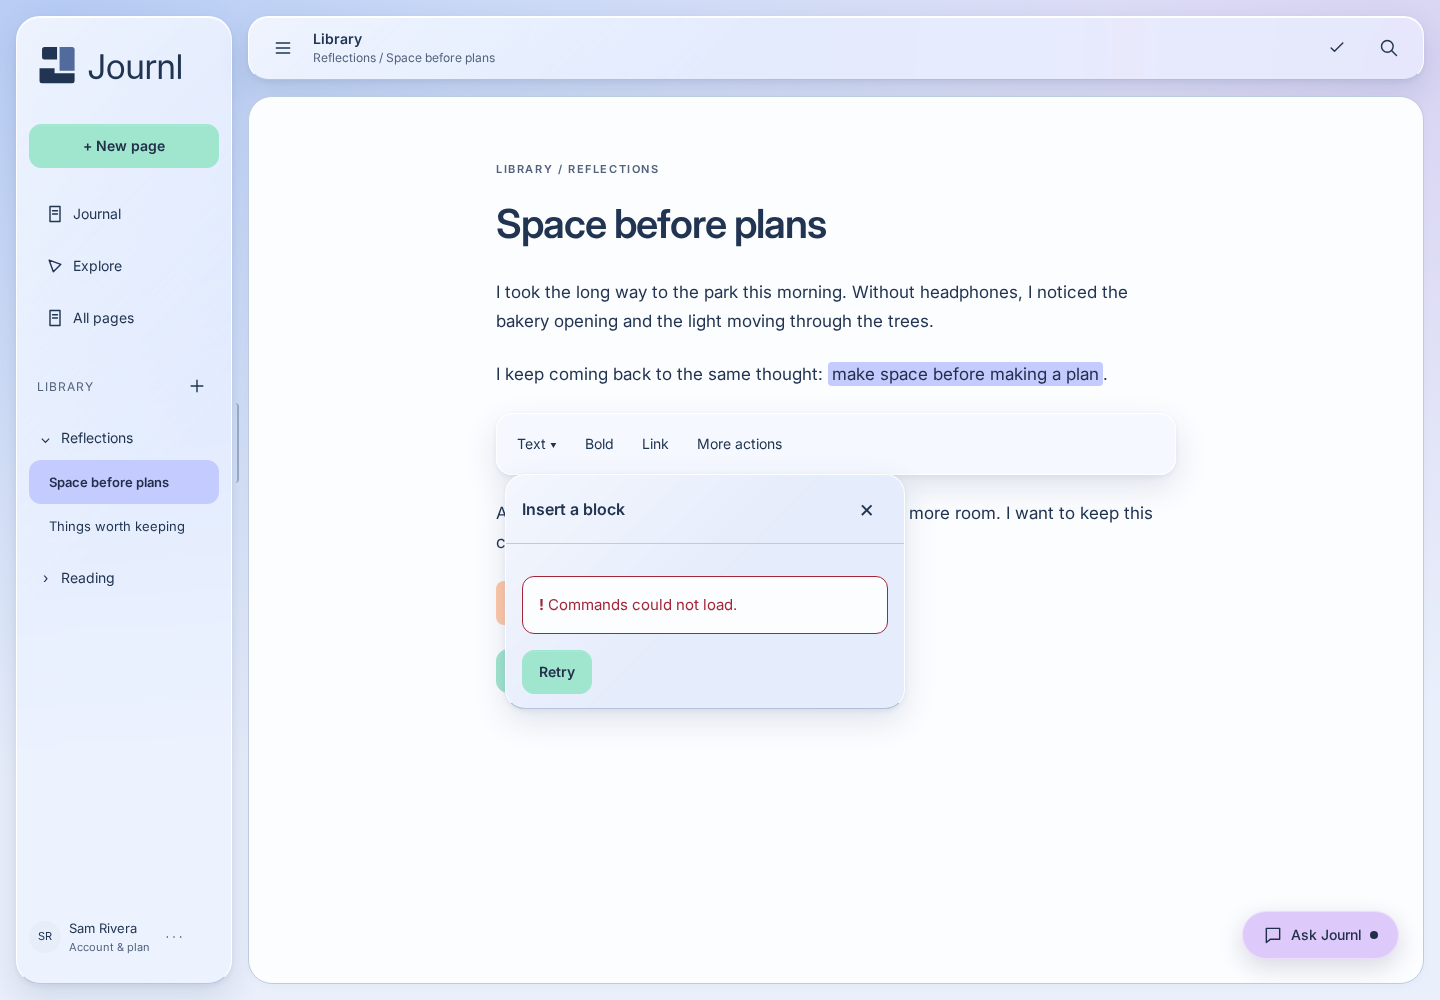 Journl
+ New page
Journal
Explore
All pages
LIBRARY
Reflections
Space before plans
Things worth keeping
Reading
SR
Sam Rivera
Account & plan
Library
Reflections / Space before plans
LIBRARY / REFLECTIONS
Space before plans
I took the long way to the park this morning. Without headphones, I noticed the
bakery opening and the light moving through the trees.
I keep coming back to the same thought: make space before making a plan.
Text
Bold
Link
More actions
more room. I want to keep this
Insert a block
! Commands could not load.
Retry
Ask Journl